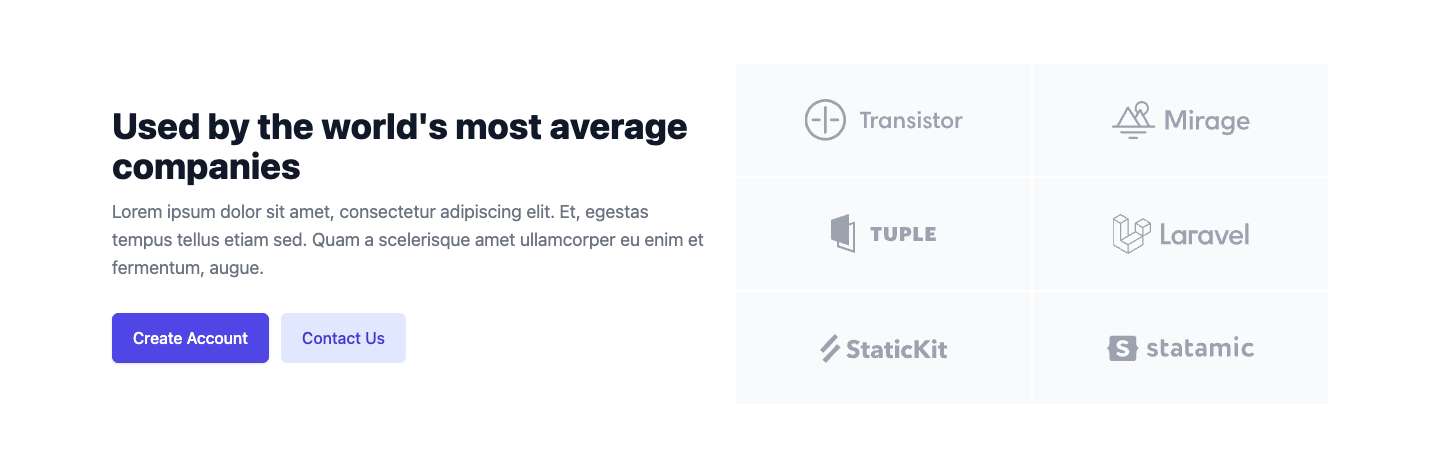 Used by the world's most average
companies
Lorem ipsum dolor sit amet, consectetur adipiscing elit. Et, egestas
tempus tellus etiam sed. Quam a scelerisque amet ullamcorper eu enim et
fermentum, augue.
Create Account
Contact Us
Transistor
Mirage
TUPLE
Laravel
StaticKit
S statamic